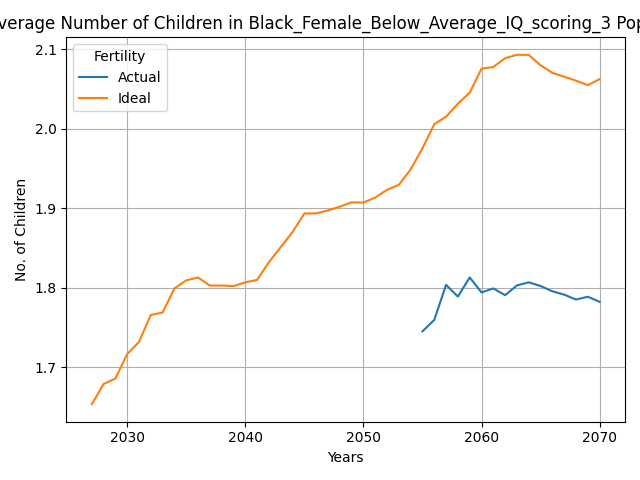 verage Number of Children in Black_Female_Below_Average_IQ_scoring_3 Pop
Fertility
Actual
Ideal
No. of Children
2.1
2.0
1.9
1.8
1.7
2030 2040 2050 2060 2070
Years